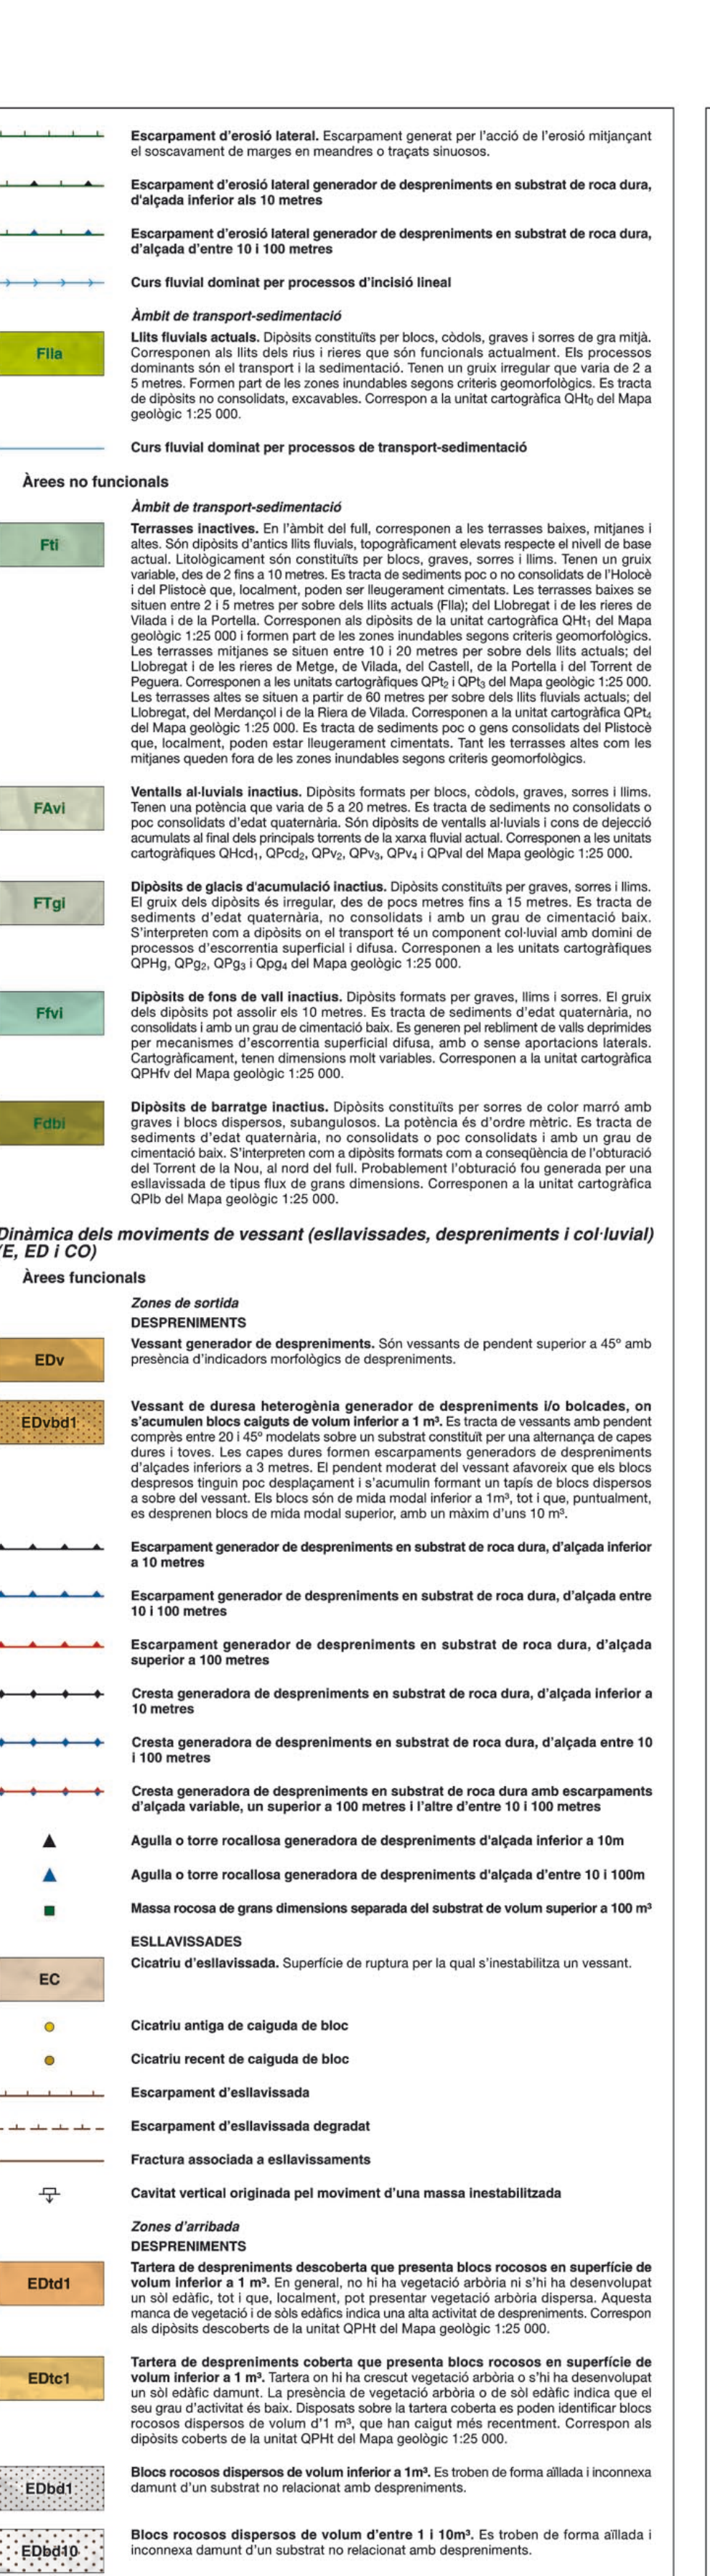 Escarpament d'erosió lateral. Escarpament generat per l'acció de l'erosió mitjançant
el soscavament de marges en meandres o traçats sinuosos.
Escarpament d'erosió lateral generador de despreniments en substrat de roca dura,
d'alçada inferior als 10 metres
Escarpament d'erosió lateral generador de despreniments en substrat de roca dura,
d'alçada d'entre 10 i 100 metres
Curs fluvial dominat per processos d'incisió lineal
Àmbit de transport-sedimentació
Flla
Llits fluvials actuals. Dipòsits constituïts per blocs, còdols, graves i sorres de gra mitjà.
Corresponen als llits dels rius i rieres que són funcionals actualment. Els processos
dominants són el transport i la sedimentació. Tenen un gruix irregular que varia de 2 a
5 metres. Formen part de les zones inundables segons criteris geomorfològics. Es tracta
de dipòsits no consolidats, excavables. Correspon a la unitat cartogràfica QHt₀ del Mapa
geològic 1:25 000.
Curs fluvial dominat per processos de transport-sedimentació
Àrees no funcionals
Àmbit de transport-sedimentació
Fti
Terrasses inactives. En l'àmbit del full, corresponen a les terrasses baixes, mitjanes i
altes. Són dipòsits d'antics llits fluvials, topogràficament elevats respecte el nivell de base
actual. Litològicament són constituïts per blocs, graves, sorres i llims. Tenen un gruix
variable, des de 2 fins a 10 metres. Es tracta de sediments poc o no consolidats de l'Holocè
i del Plistocè que, localment, poden ser lleugerament cimentats. Les terrasses baixes se
situen entre 2 i 5 metres per sobre dels llits actuals (Flla); del Llobregat i de les rieres de
Vilada i de la Portella. Corresponen als dipòsits de la unitat cartogràfica QHt₁ del Mapa
geològic 1:25 000 i formen part de les zones inundables segons criteris geomorfològics.
Les terrasses mitjanes se situen entre 10 i 20 metres per sobre dels llits actuals; del
Llobregat i de les rieres de Metge, de Vilada, del Castell, de la Portella i del Torrent de
Peguera. Corresponen a les unitats cartogràfiques QPt₂ i QPt₃ del Mapa geològic 1:25 000.
Les terrasses altes se situen a partir de 60 metres per sobre dels llits fluvials actuals; del
Llobregat, del Merdançol i de la Riera de Vilada. Corresponen a la unitat cartogràfica QPt₄
del Mapa geològic 1:25 000. Es tracta de sediments poc o gens consolidats del Plistocè
que, localment, poden estar lleugerament cimentats. Tant les terrasses altes com les
mitjanes queden fora de les zones inundables segons criteris geomorfològics.
FAvi
Ventalls al·luvials inactius. Dipòsits formats per blocs, còdols, graves, sorres i llims.
Tenen una potència que varia de 5 a 20 metres. Es tracta de sediments no consolidats o
poc consolidats d'edat quaternària. Són dipòsits de ventalls al·luvials i cons de dejecció
acumulats al final dels principals torrents de la xarxa fluvial actual. Corresponen a les unitats
cartogràfiques QHcd₁, QPcd₂, QPv₂, QPv₃, QPv₄ i QPval del Mapa geològic 1:25 000.
FTgi
Dipòsits de glacis d'acumulació inactius. Dipòsits constituïts per graves, sorres i llims.
El gruix dels dipòsits és irregular, des de pocs metres fins a 15 metres. Es tracta de
sediments d'edat quaternària, no consolidats i amb un grau de cimentació baix.
S'interpreten com a dipòsits on el transport té un component col·luvial amb domini de
processos d'escorrentia superficial i difusa. Corresponen a les unitats cartogràfiques
QPHg, QPg₂, QPg₃ i Qpg₄ del Mapa geològic 1:25 000.
Ffvi
Dipòsits de fons de vall inactius. Dipòsits formats per graves, llims i sorres. El gruix
dels dipòsits pot assolir els 10 metres. Es tracta de sediments d'edat quaternària, no
consolidats i amb un grau de cimentació baix. Es generen pel rebliment de valls deprimides
per mecanismes d'escorrentia superficial difusa, amb o sense aportacions laterals.
Cartogràficament, tenen dimensions molt variables. Corresponen a la unitat cartogràfica
QPHfv del Mapa geològic 1:25 000.
Fdbi
Dipòsits de barratge inactius. Dipòsits constituïts per sorres de color marró amb
graves i blocs dispersos, subangulosos. La potència és d'ordre mètric. Es tracta de
sediments d'edat quaternària, no consolidats o poc consolidats i amb un grau de
cimentació baix. S'interpreten com a dipòsits formats com a conseqüència de l'obturació
del Torrent de la Nou, al nord del full. Probablement l'obturació fou generada per una
esllavissada de tipus flux de grans dimensions. Corresponen a la unitat cartogràfica
QPlb del Mapa geològic 1:25 000.
Dinàmica dels moviments de vessant (esllavissades, despreniments i col·luvial)
(E, ED i CO)
Àrees funcionals
Zones de sortida
DESPRENIMENTS
EDv
Vessant generador de despreniments. Són vessants de pendent superior a 45º amb
presència d'indicadors morfològics de despreniments.
EDvbd1
Vessant de duresa heterogènia generador de despreniments i/o bolcades, on
s'acumulen blocs caiguts de volum inferior a 1 m³. Es tracta de vessants amb pendent
comprès entre 20 i 45º modelats sobre un substrat constituït per una alternança de capes
dures i toves. Les capes dures formen escarpaments generadors de despreniments
d'alçades inferiors a 3 metres. El pendent moderat del vessant afavoreix que els blocs
despresos tinguin poc desplaçament i s'acumulin formant un tapís de blocs dispersos
a sobre del vessant. Els blocs són de mida modal inferior a 1m³, tot i que, puntualment,
es desprenen blocs de mida modal superior, amb un màxim d'uns 10 m³.
Escarpament generador de despreniments en substrat de roca dura, d'alçada inferior
a 10 metres
Escarpament generador de despreniments en substrat de roca dura, d'alçada entre
10 i 100 metres
Escarpament generador de despreniments en substrat de roca dura, d'alçada
superior a 100 metres
Cresta generadora de despreniments en substrat de roca dura, d'alçada inferior a
10 metres
Cresta generadora de despreniments en substrat de roca dura, d'alçada entre 10
i 100 metres
Cresta generadora de despreniments en substrat de roca dura amb escarpaments
d'alçada variable, un superior a 100 metres i l'altre d'entre 10 i 100 metres
Agulla o torre rocallosa generadora de despreniments d'alçada inferior a 10m
Agulla o torre rocallosa generadora de despreniments d'alçada d'entre 10 i 100m
Massa rocosa de grans dimensions separada del substrat de volum superior a 100 m³
ESLLAVISSADES
EC
Cicatriu d'esllavissada. Superfície de ruptura per la qual s'inestabilitza un vessant.
Cicatriu antiga de caiguda de bloc
Cicatriu recent de caiguda de bloc
Escarpament d'esllavissada
Escarpament d'esllavissada degradat
Fractura associada a esllavissaments
Cavitat vertical originada pel moviment d'una massa inestabilitzada
Zones d'arribada
DESPRENIMENTS
EDtd1
Tartera de despreniments descoberta que presenta blocs rocosos en superfície de
volum inferior a 1 m³. En general, no hi ha vegetació arbòria ni s'hi ha desenvolupat
un sòl edàfic, tot i que, localment, pot presentar vegetació arbòria dispersa. Aquesta
manca de vegetació i de sòls edàfics indica una alta activitat de despreniments. Correspon
als dipòsits descoberts de la unitat QPHt del Mapa geològic 1:25 000.
EDtc1
Tartera de despreniments coberta que presenta blocs rocosos en superfície de
volum inferior a 1 m³. Tartera on hi ha crescut vegetació arbòria o s'hi ha desenvolupat
un sòl edàfic damunt. La presència de vegetació arbòria o de sòl edàfic indica que el
seu grau d'activitat és baix. Disposats sobre la tartera coberta es poden identificar blocs
rocosos dispersos de volum d'1 m³, que han caigut més recentment. Correspon als
dipòsits coberts de la unitat QPHt del Mapa geològic 1:25 000.
EDbd1
Blocs rocosos dispersos de volum inferior a 1m³. Es troben de forma aïllada i inconnexa
damunt d'un substrat no relacionat amb despreniments.
EDbd10
Blocs rocosos dispersos de volum d'entre 1 i 10m³. Es troben de forma aïllada i
inconnexa damunt d'un substrat no relacionat amb despreniments.